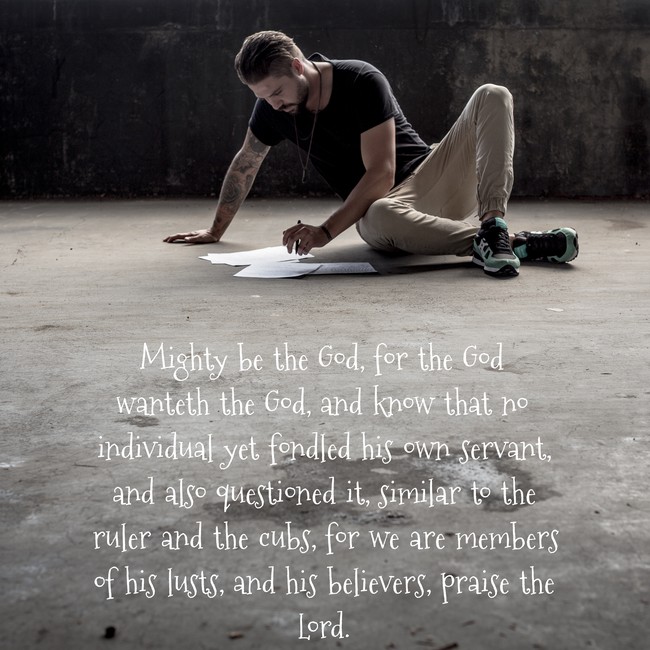 Mighty be the God, for the God
wanteth the God, and know that no
individual yet fondled his own servant,
and also questioned it, similar to the
ruler and the cubs, for we are members
of his lusts, and his believers, praise the
Lord.